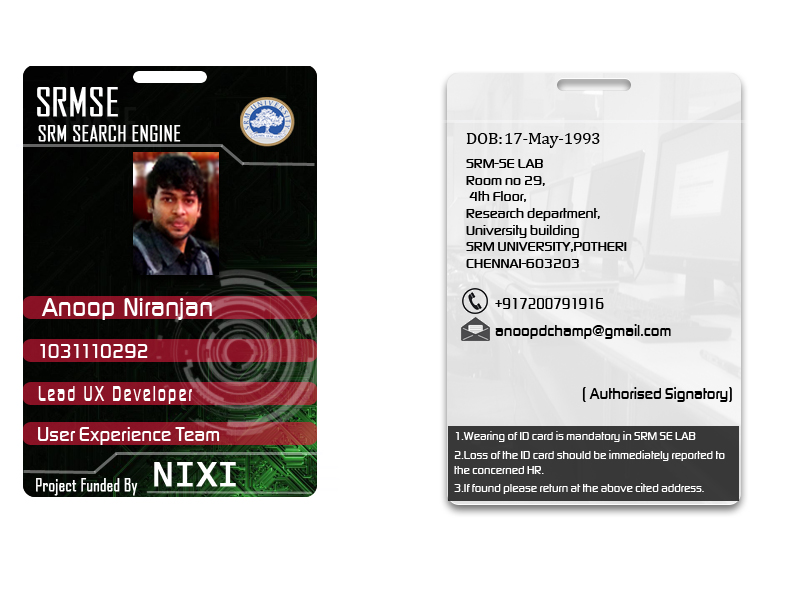 SRMSE
SRM SEARCH ENGINE
SRM UNIVERSITY
Anoop Niranjan
1031110292
Lead UX Developer
User Experience Team
Project Funded By NIXI
DOB:17-May-1993
SRM-SE LAB
Room no 29,
4th Floor,
Research department,
University building
SRM UNIVERSITY,POTHERI
CHENNAI-603203
+917200791916
anoopdchamp@gmail.com
( Authorised Signatory)
1.Wearing of ID card is mandatory in SRM SE LAB
2.Loss of the ID card should be immediately reported to
the concerned HR.
3.If found please return at the above cited address.